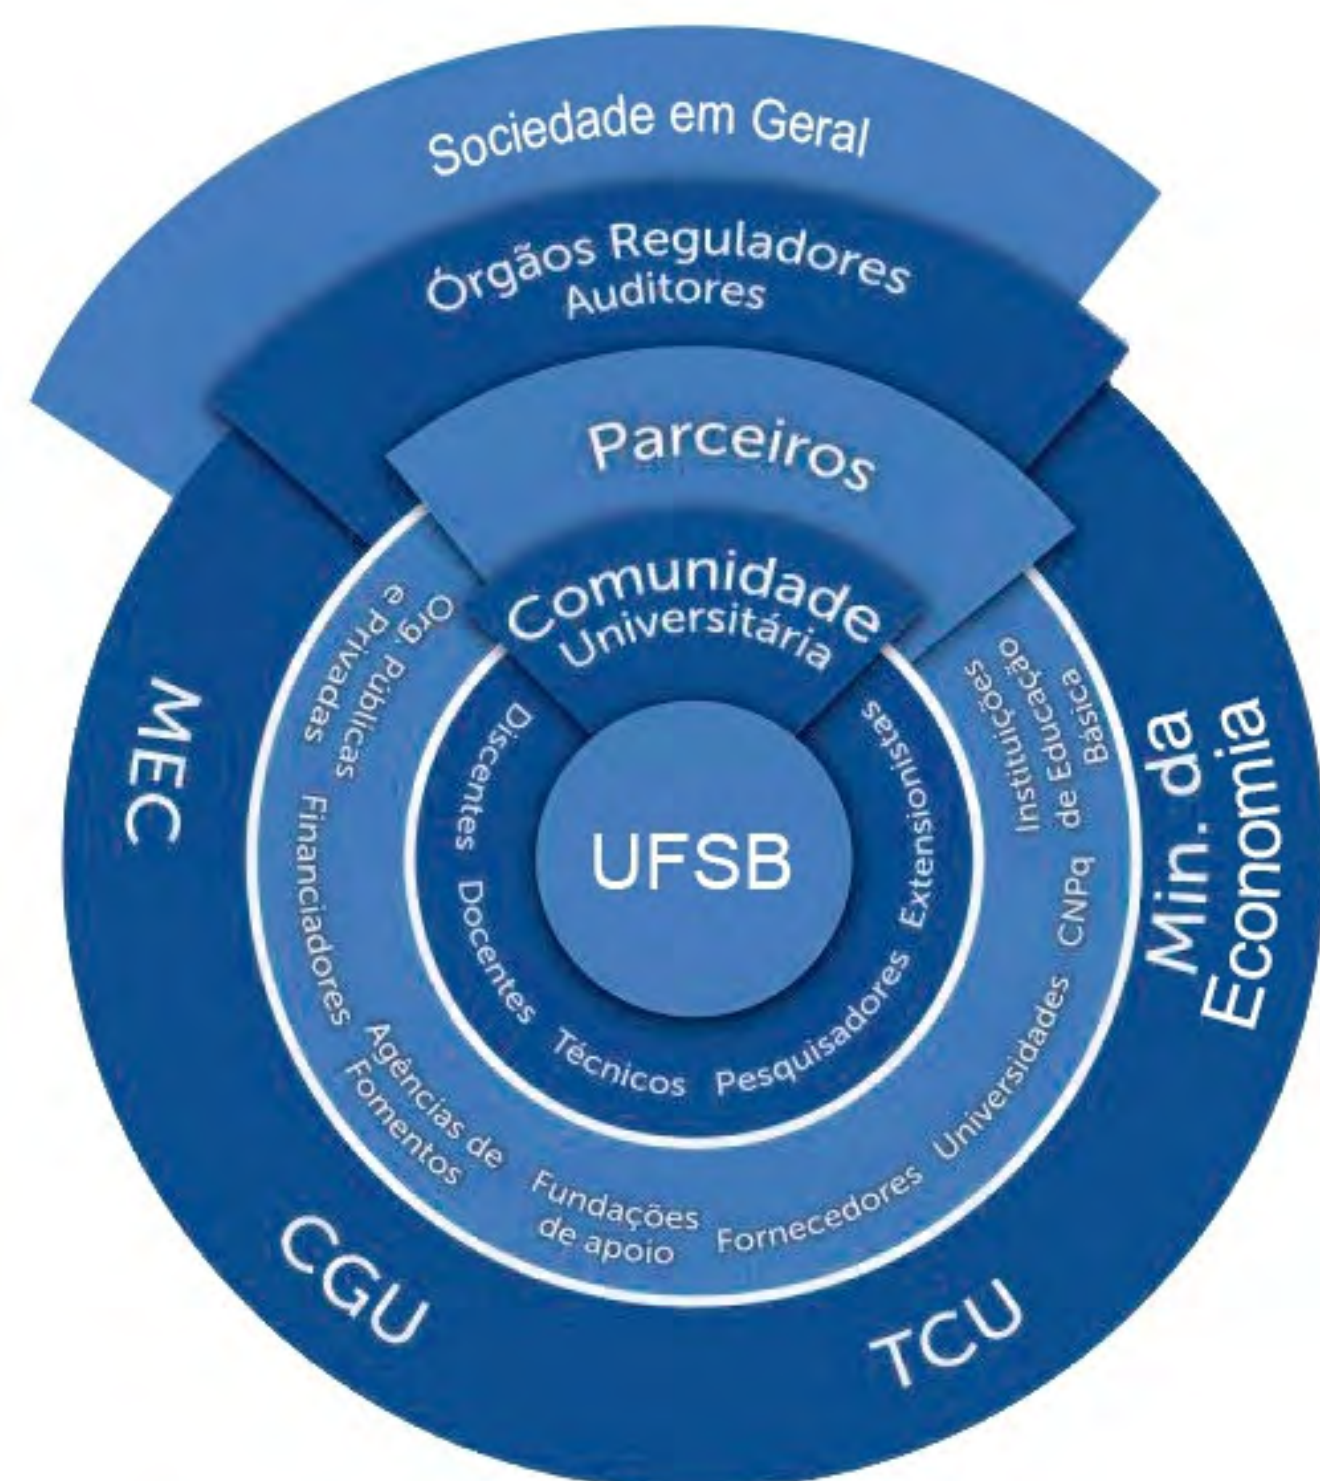 Sociedade em Geral
Órgãos Reguladores
Auditores
Parceiros
Comunidade
Universitária
UFSB
Discentes
Docentes
Técnicos
Pesquisadores
Extensionistas
Org. Públicas
e Privadas
Financiadores
Agências de
Fomentos
Fundações
de apoio
Fornecedores
Universidades
CNPq
Instituições
de Educação
Básica
MEC
CGU
TCU
Min. da
Economia